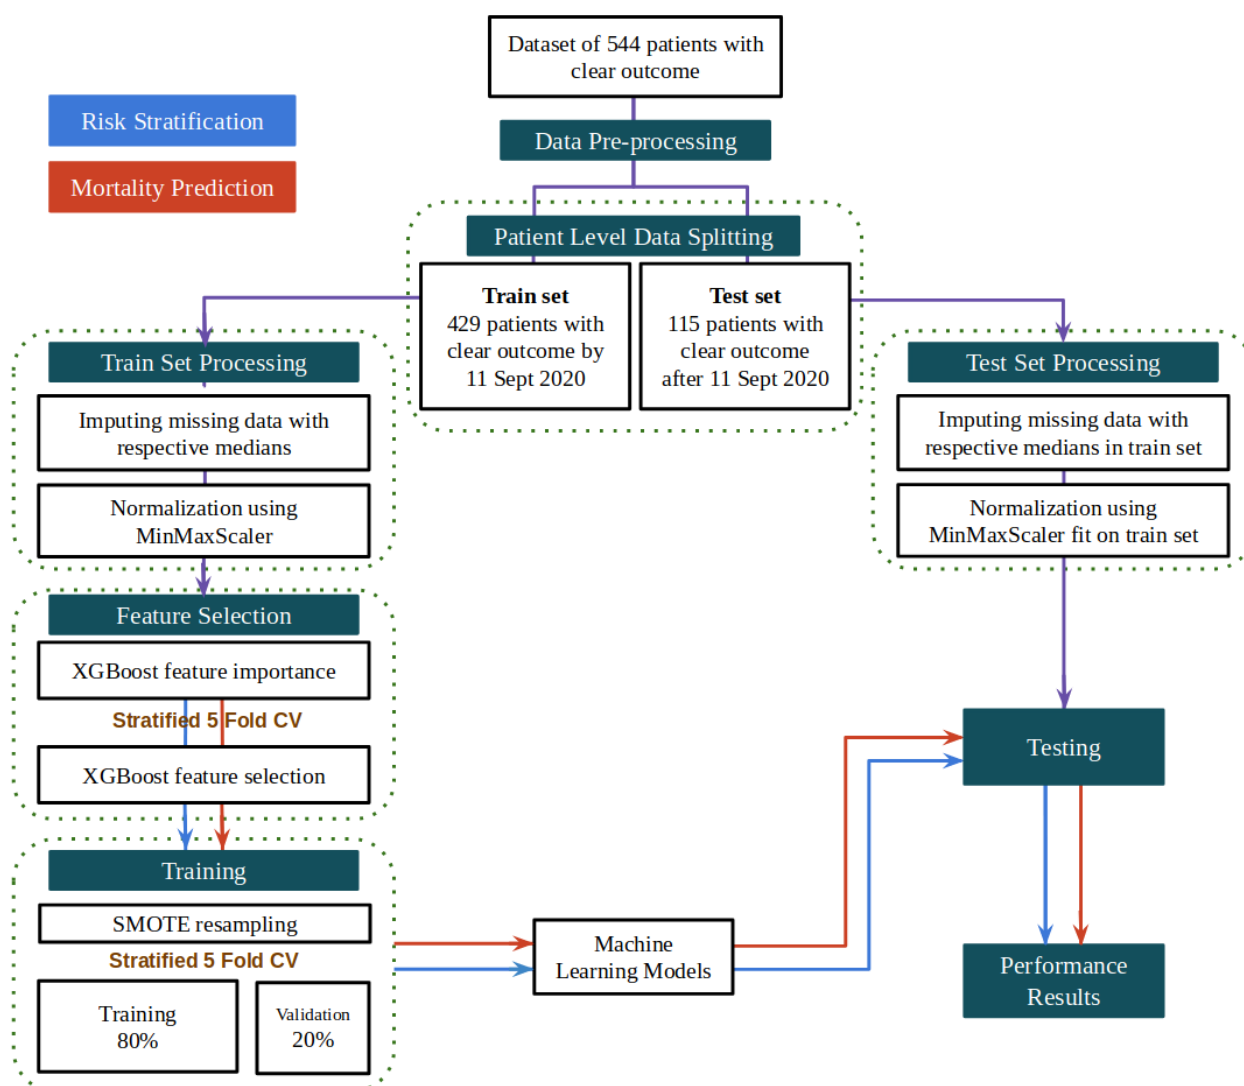 Dataset of 544 patients with
clear outcome
Risk Stratification
Mortality Prediction
Data Pre-processing
Patient Level Data Splitting
Train set
429 patients with
clear outcome by
11 Sept 2020
Test set
115 patients with
clear outcome
after 11 Sept 2020
Train Set Processing
Imputing missing data with
respective medians
Normalization using
MinMaxScaler
Test Set Processing
Imputing missing data with
respective medians in train set
Normalization using
MinMaxScaler fit on train set
Feature Selection
XGBoost feature importance
Stratified 5 Fold CV
XGBoost feature selection
Training
SMOTE resampling
Stratified 5 Fold CV
Training
80%
Validation
20%
Machine
Learning Models
Testing
Performance
Results